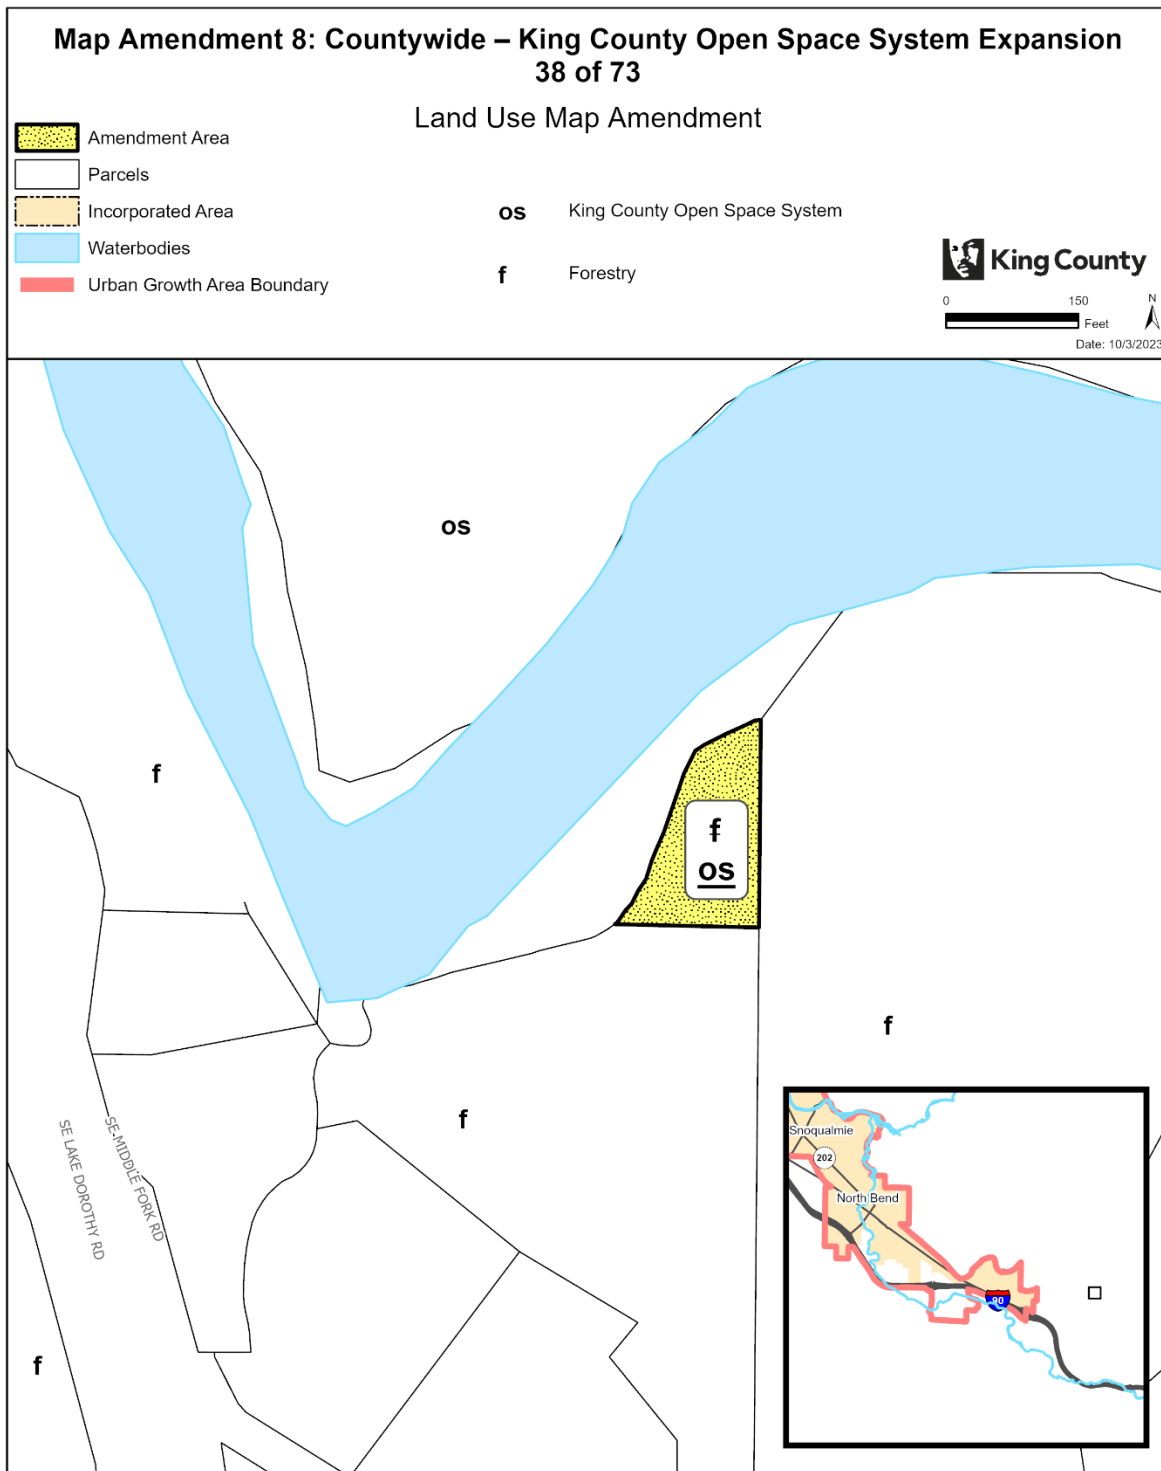 Map Amendment 8: Countywide – King County Open Space System Expansion
38 of 73
Land Use Map Amendment
Amendment Area
Parcels
Incorporated Area
Waterbodies
Urban Growth Area Boundary
os King County Open Space System
f Forestry
King County
0 150
Feet
N
Date: 10/3/2023
os
f
f
os
f
f
SE LAKE DOROTHY RD
SE MIDDLE FORK RD
f
Snoqualmie
202
North Bend
90